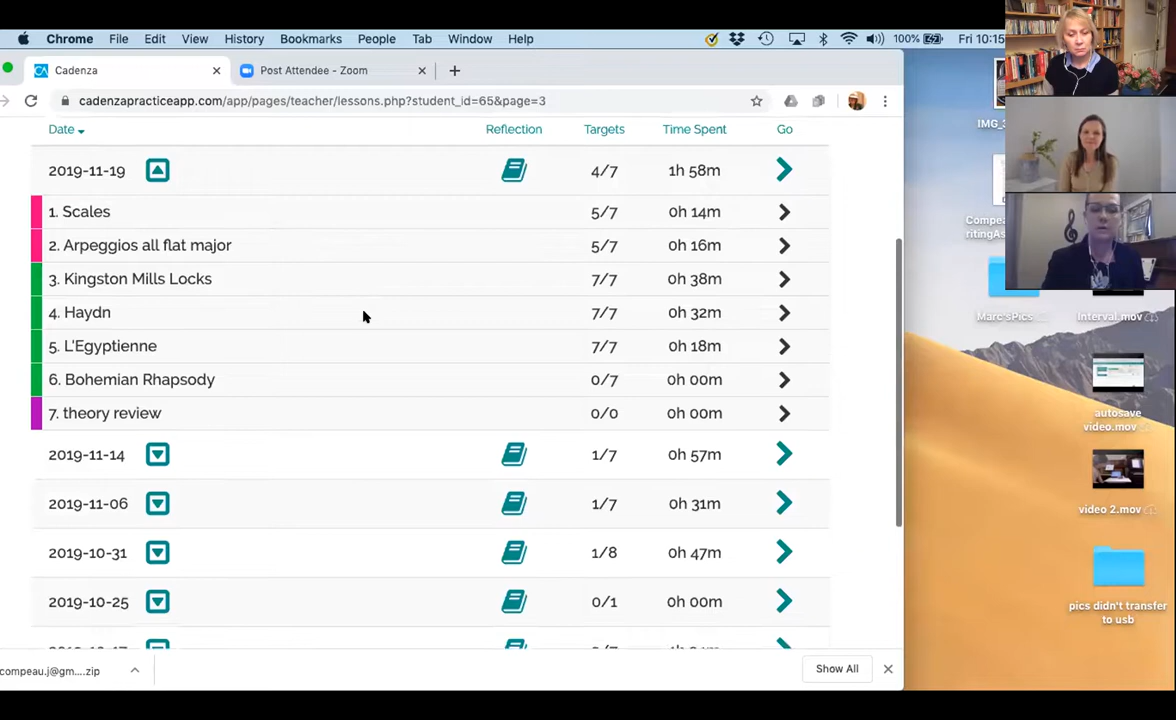 Chrome File Edit View History Bookmarks People Tab Window Help 100% Fri 10:15
Cadenza Post Attendee - Zoom
cadenzapracticeapp.com/app/pages/teacher/lessons.php?student_id=65&page=3
Date Reflection Targets Time Spent Go
2019-11-19 4/7 1h 58m
1. Scales 5/7 0h 14m
2. Arpeggios all flat major 5/7 0h 16m
3. Kingston Mills Locks 7/7 0h 38m
4. Haydn 7/7 0h 32m
5. L'Egyptienne 7/7 0h 18m
6. Bohemian Rhapsody 0/7 0h 00m
7. theory review 0/0 0h 00m
2019-11-14 1/7 0h 57m
2019-11-06 1/7 0h 31m
2019-10-31 1/8 0h 47m
2019-10-25 0/1 0h 00m
compeau.j@gm....zip Show All
IMG_3
Compea
ritingAs
Marc'sPics
Interval.mov
autosave
video.mov
video 2.mov
pics didn't transfer
to usb